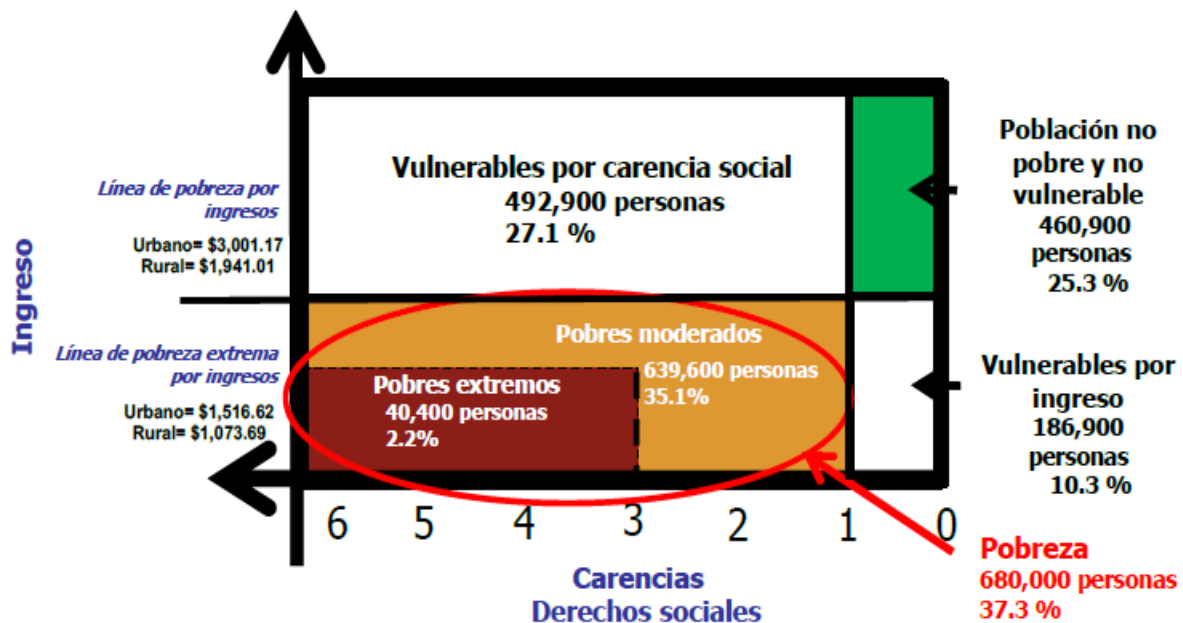 Ingreso
Línea de pobreza por
ingresos
Urbano= $3,001.17
Rural= $1,941.01
Línea de pobreza extrema
por ingresos
Urbano= $1,516.62
Rural= $1,073.69
Vulnerables por carencia social
492,900 personas
27.1 %
Población no
pobre y no
vulnerable
460,900
personas
25.3 %
Pobres moderados
639,600 personas
35.1%
Pobres extremos
40,400 personas
2.2%
Vulnerables por
ingreso
186,900
personas
10.3 %
6 5 4 3 2 1 0
Carencias
Derechos sociales
Pobreza
680,000 personas
37.3 %